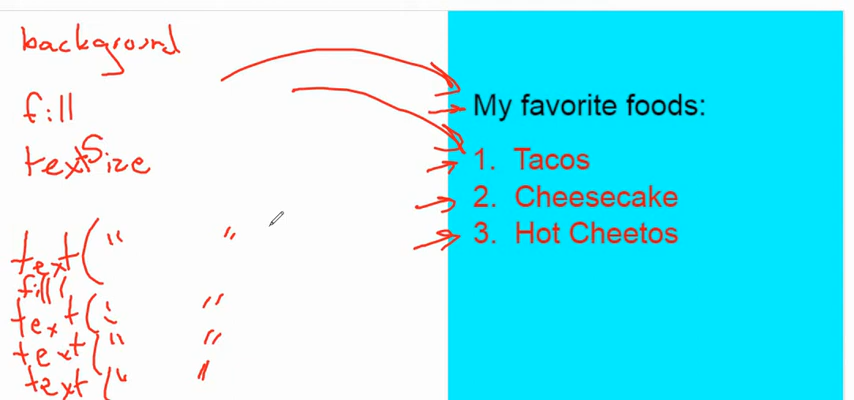 background
fill
textSize
text(" "
fill(
text(" "
text(" "
text(" "
My favorite foods:
1. Tacos
2. Cheesecake
3. Hot Cheetos